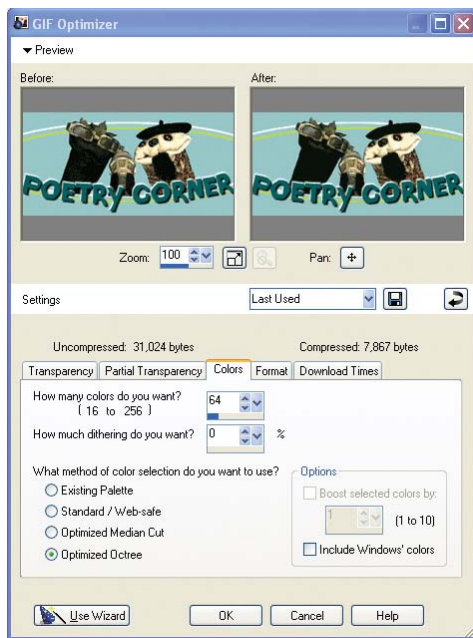 GIF Optimizer
Preview
Before: After:
POETRY CORNER POETRY CORNER
Zoom: 100 Pan:
Settings Last Used
Uncompressed: 31,024 bytes Compressed: 7,867 bytes
Transparency Partial Transparency Colors Format Download Times
How many colors do you want? 64
( 16 to 256 )
How much dithering do you want? 0 %
What method of color selection do you want to use? Options
Existing Palette Boost selected colors by:
Standard / Web-safe 1 (1 to 10)
Optimized Median Cut
Optimized Octree Include Windows' colors
Use Wizard OK Cancel Help